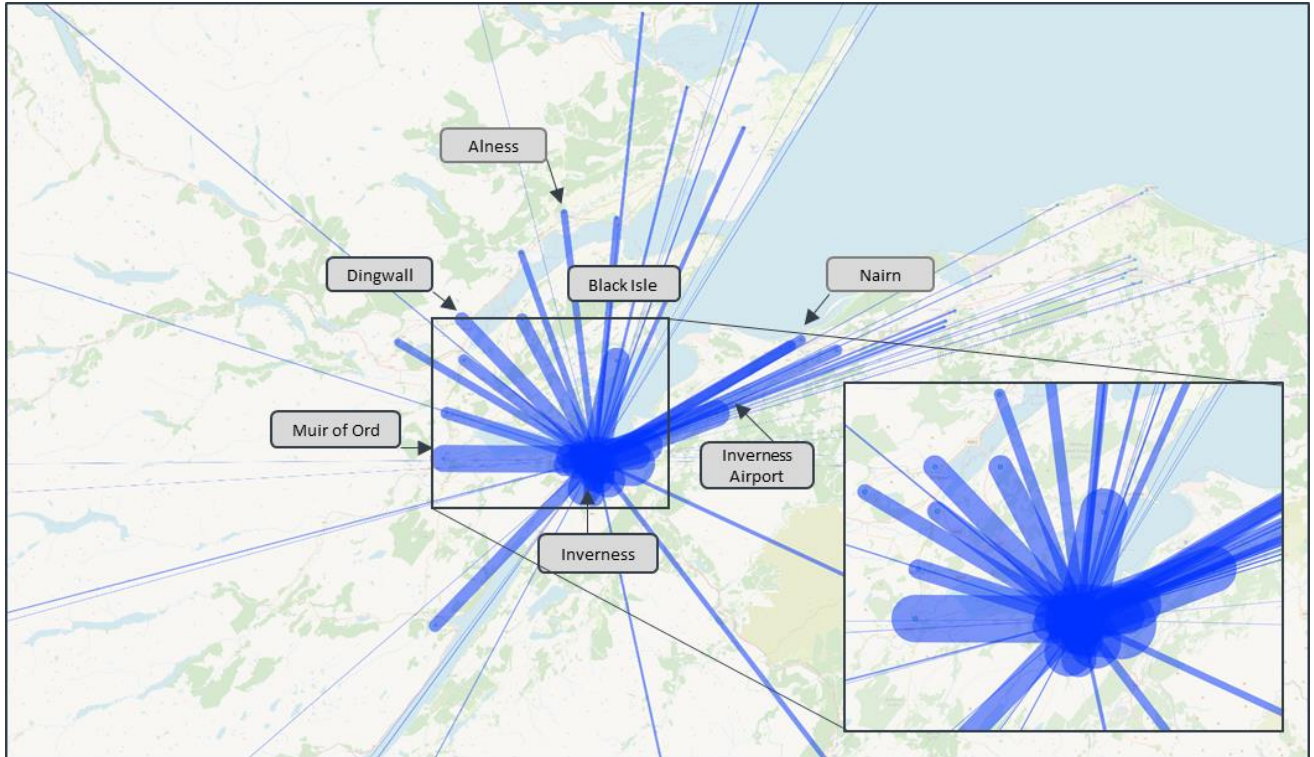 Alness
Dingwall
Black Isle
Nairn
Muir of Ord
Inverness
Airport
Inverness